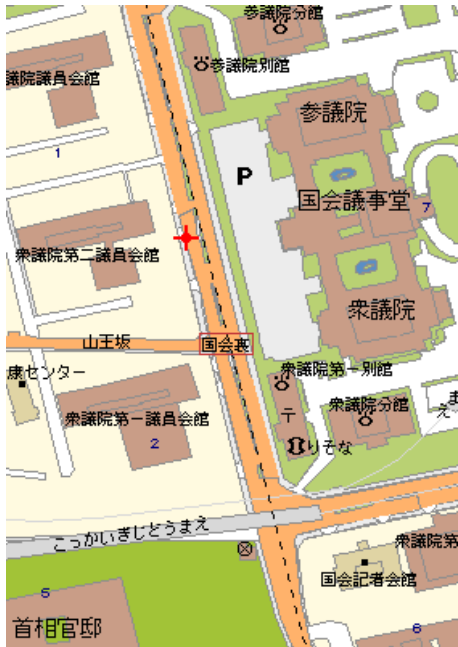 参議院分館
参議院別館
議院議員会館
参議院
1
P
国会議事堂
7
衆議院第二議員会館
衆議院
山王坂
国会裏
衆議院第一別館
康センター
衆議院分館
ま
え
衆議院第一議員会館
〒
2
りそな
こっかいぎじどうまえ
衆議院第
国会記者会館
5
首相官邸
6